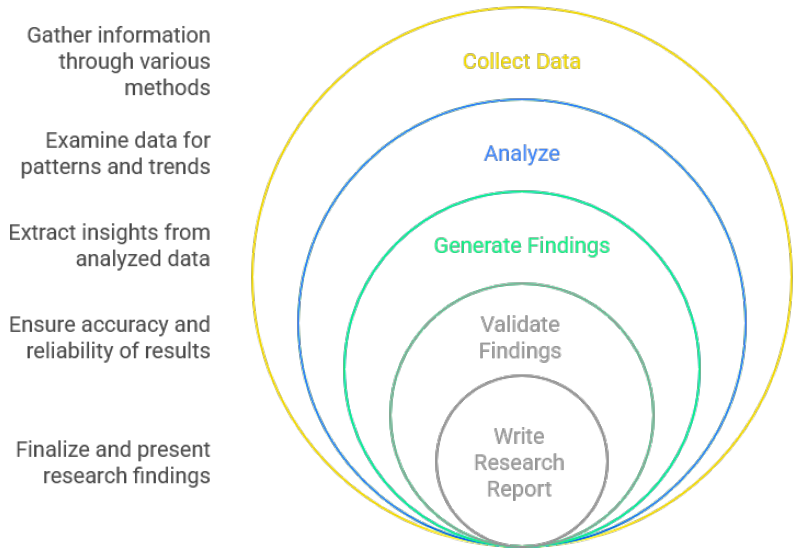 Gather information
through various
methods
Collect Data
Examine data for
patterns and trends
Analyze
Extract insights from
analyzed data
Generate Findings
Ensure accuracy and
reliability of results
Validate
Findings
Finalize and present
research findings
Write
Research
Report